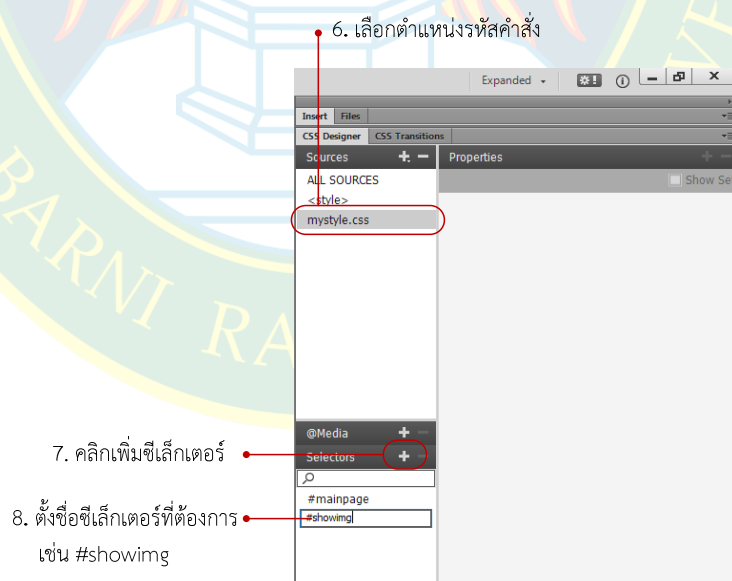 6. เลือกตำแหน่งรหัสคำสั่ง
Expanded
Insert Files
CSS Designer CSS Transitions
Sources
Properties
ALL SOURCES
Show Se
<style>
mystyle.css
BARNI RA
VE
@Media
7. คลิกเพิ่มซีเล็กเตอร์
Selectors
#mainpage
8. ตั้งชื่อซีเล็กเตอร์ที่ต้องการ
#showimg
เช่น #showimg